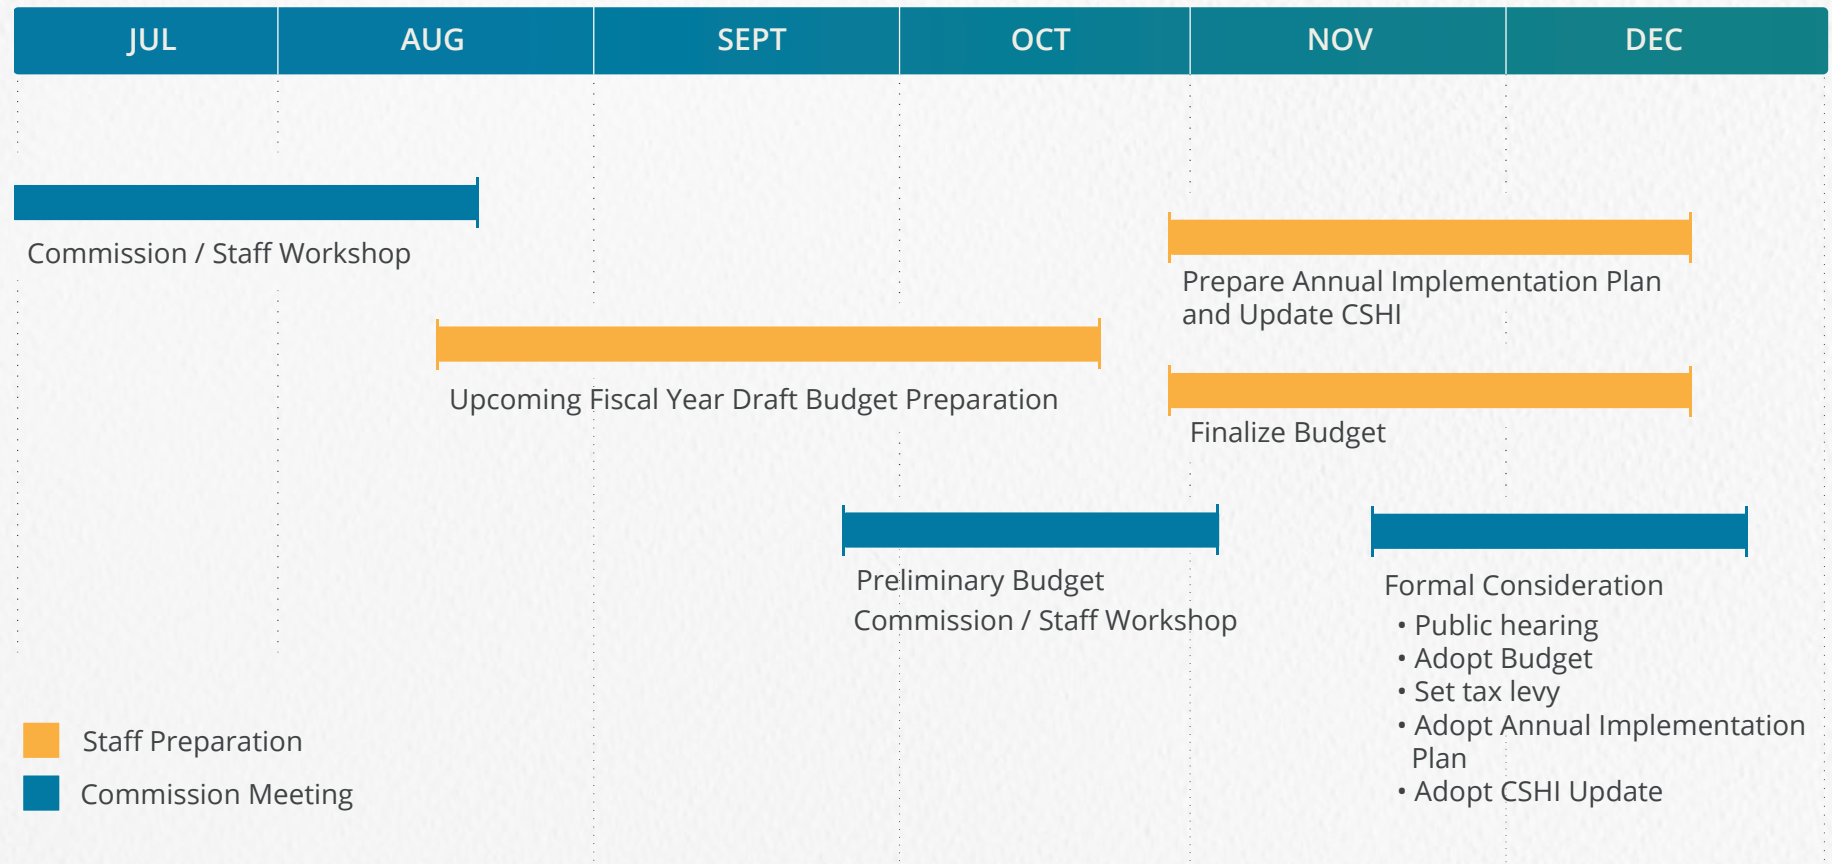 JUL AUG SEPT OCT NOV DEC
Commission / Staff Workshop
Prepare Annual Implementation Plan
and Update CSHI
Upcoming Fiscal Year Draft Budget Preparation
Finalize Budget
Preliminary Budget
Commission / Staff Workshop
Formal Consideration
• Public hearing
• Adopt Budget
• Set tax levy
• Adopt Annual Implementation
Plan
• Adopt CSHI Update
Staff Preparation
Commission Meeting